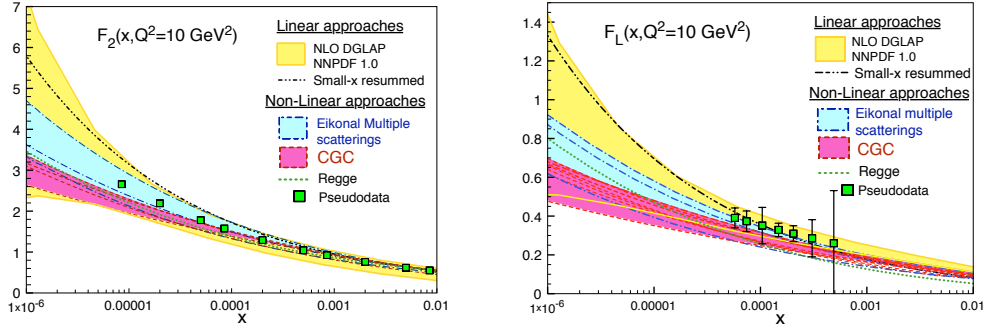 F2(x,Q²=10 GeV²)
Linear approaches
NLO DGLAP
NNPDF 1.0
Small-x resummed
Non-Linear approaches
Eikonal Multiple
scatterings
CGC
Regge
Pseudodata
7
6
5
4
3
2
1
0
1×10⁻⁶
0.00001
0.0001
0.001
0.01
x
FL(x,Q²=10 GeV²)
Linear approaches
NLO DGLAP
NNPDF 1.0
Small-x resummed
Non-Linear approaches
Eikonal Multiple
scatterings
CGC
Regge
Pseudodata
1.4
1.2
1
0.8
0.6
0.4
0.2
0
1×10⁻⁶
0.00001
0.0001
0.001
0.01
x